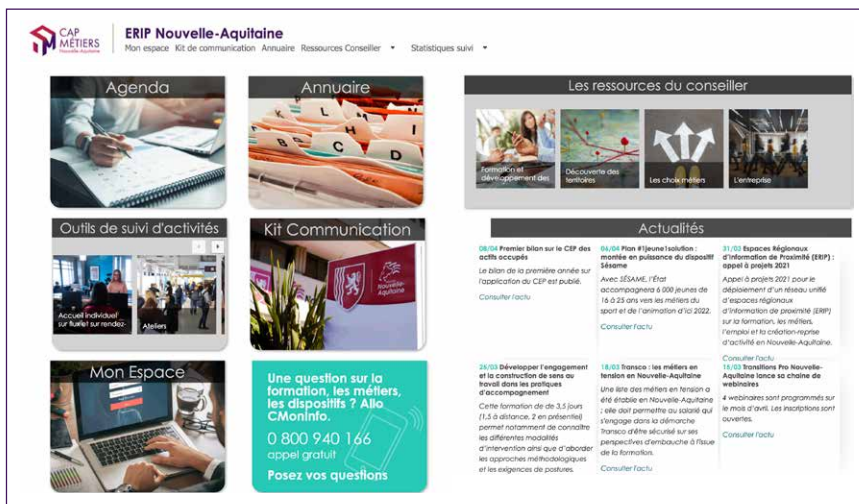 CAP
MÉTIERS
Nouvelle-Aquitaine
ERIP Nouvelle-Aquitaine
Mon espace Kit de communication Annuaire Ressources Conseiller Statistiques suivi
Agenda
Annuaire
K
L
M
I
H
A
B
C
D
Outils de suivi d'activités
Accueil individuel
sur flux et sur rendez-
Ateliers
Kit Communication
Nouvelle-
Aquitaine
Mon Espace
Une question sur la
formation, les métiers,
les dispositifs ? Allo
CMonInfo.
0 800 940 166
appel gratuit
Posez vos questions
Les ressources du conseiller
Formation et
développement des
Découverte des
territoires
Les choix métiers
L'entreprise
Actualités
08/04 Premier bilan sur le CEP des
actifs occupés
Le bilan de la première année sur
l'application du CEP est publié.
Consulter l'actu
06/04 Plan #1jeune1solution :
montée en puissance du dispositif
Sésame
Avec SÉSAME, l'État
accompagnera 6 000 jeunes de
16 à 25 ans vers les métiers du
sport et de l'animation d'ici 2022.
Consulter l'actu
31/03 Espaces Régionaux
d'Information de Proximité (ERIP) :
appel à projets 2021
Appel à projets 2021 pour le
déploiement d'un réseau unifié
d'espaces régionaux
d'information de proximité (ERIP)
sur la formation, les métiers,
l'emploi et la création-reprise
d'activité en Nouvelle-Aquitaine.
Consulter l'actu
26/03 Développer l'engagement
et la construction de sens au
travail dans les pratiques
d'accompagnement
Cette formation de 3,5 jours
(1,5 à distance, 2 en présentiel)
permet notamment de connaître
les différentes modalités
d'intervention ainsi que d'aborder
les approches méthodologiques
et les exigences de postures.
18/03 Transco : les métiers en
tension en Nouvelle-Aquitaine
Une liste des métiers en tension a
été établie en Nouvelle-Aquitaine
; elle doit permettre au salarié qui
s'engage dans la démarche
Transco d'être sécurisé sur ses
perspectives d'embauche à l'issue
de la formation.
Consulter l'actu
15/03 Transitions Pro Nouvelle-
Aquitaine lance sa chaine de
webinaires
4 webinaires sont programmés sur
le mois d'avril. Les inscriptions sont
ouvertes.
Consulter l'actu